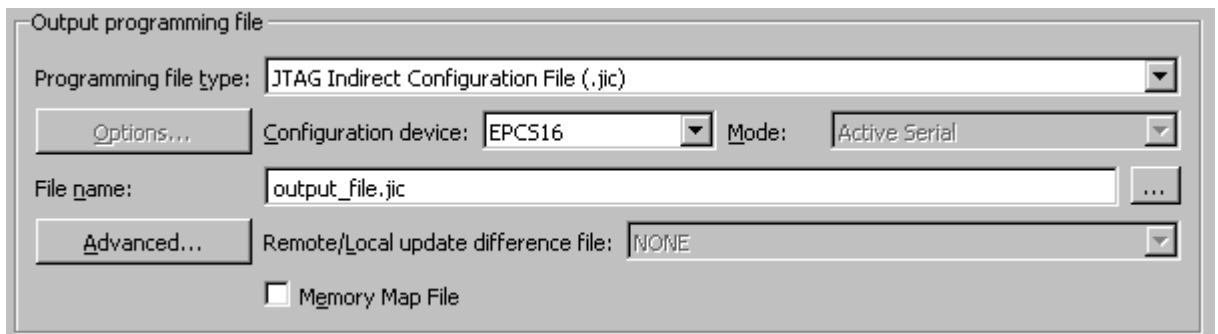 Output programming file
Programming file type: JTAG Indirect Configuration File (.jic)
Options... Configuration device: EPCS16 Mode: Active Serial
File name: output_file.jic ...
Advanced... Remote/Local update difference file: NONE
Memory Map File